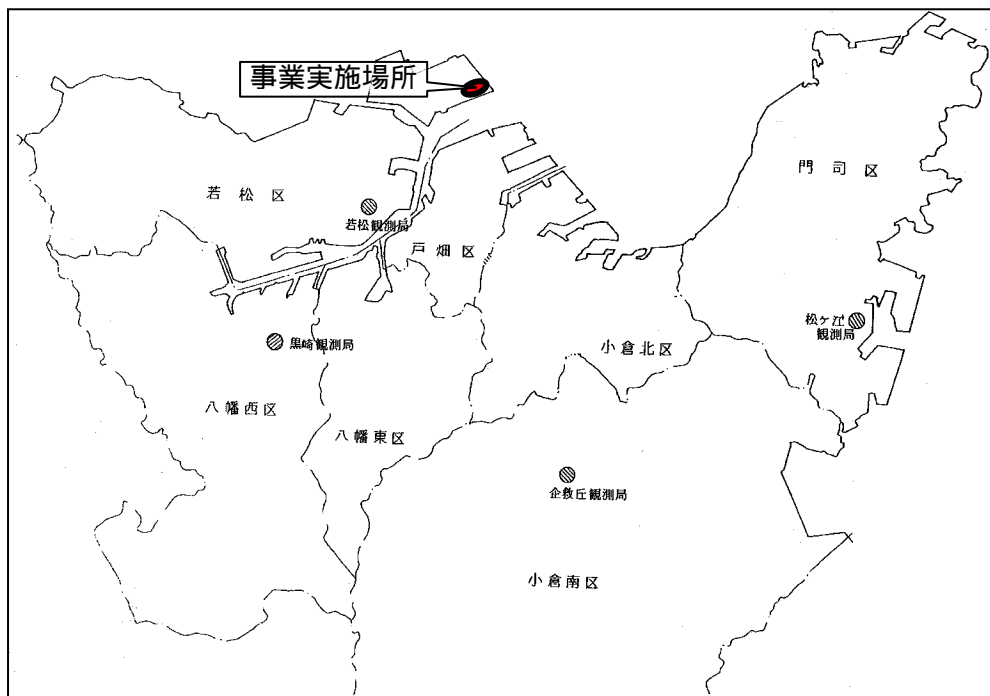 事業実施場所
門司区
若松区
若松観測局
戸畑区
松ケ江
観測局
黒崎観測局
小倉北区
八幡西区
八幡東区
企救丘観測局
小倉南区